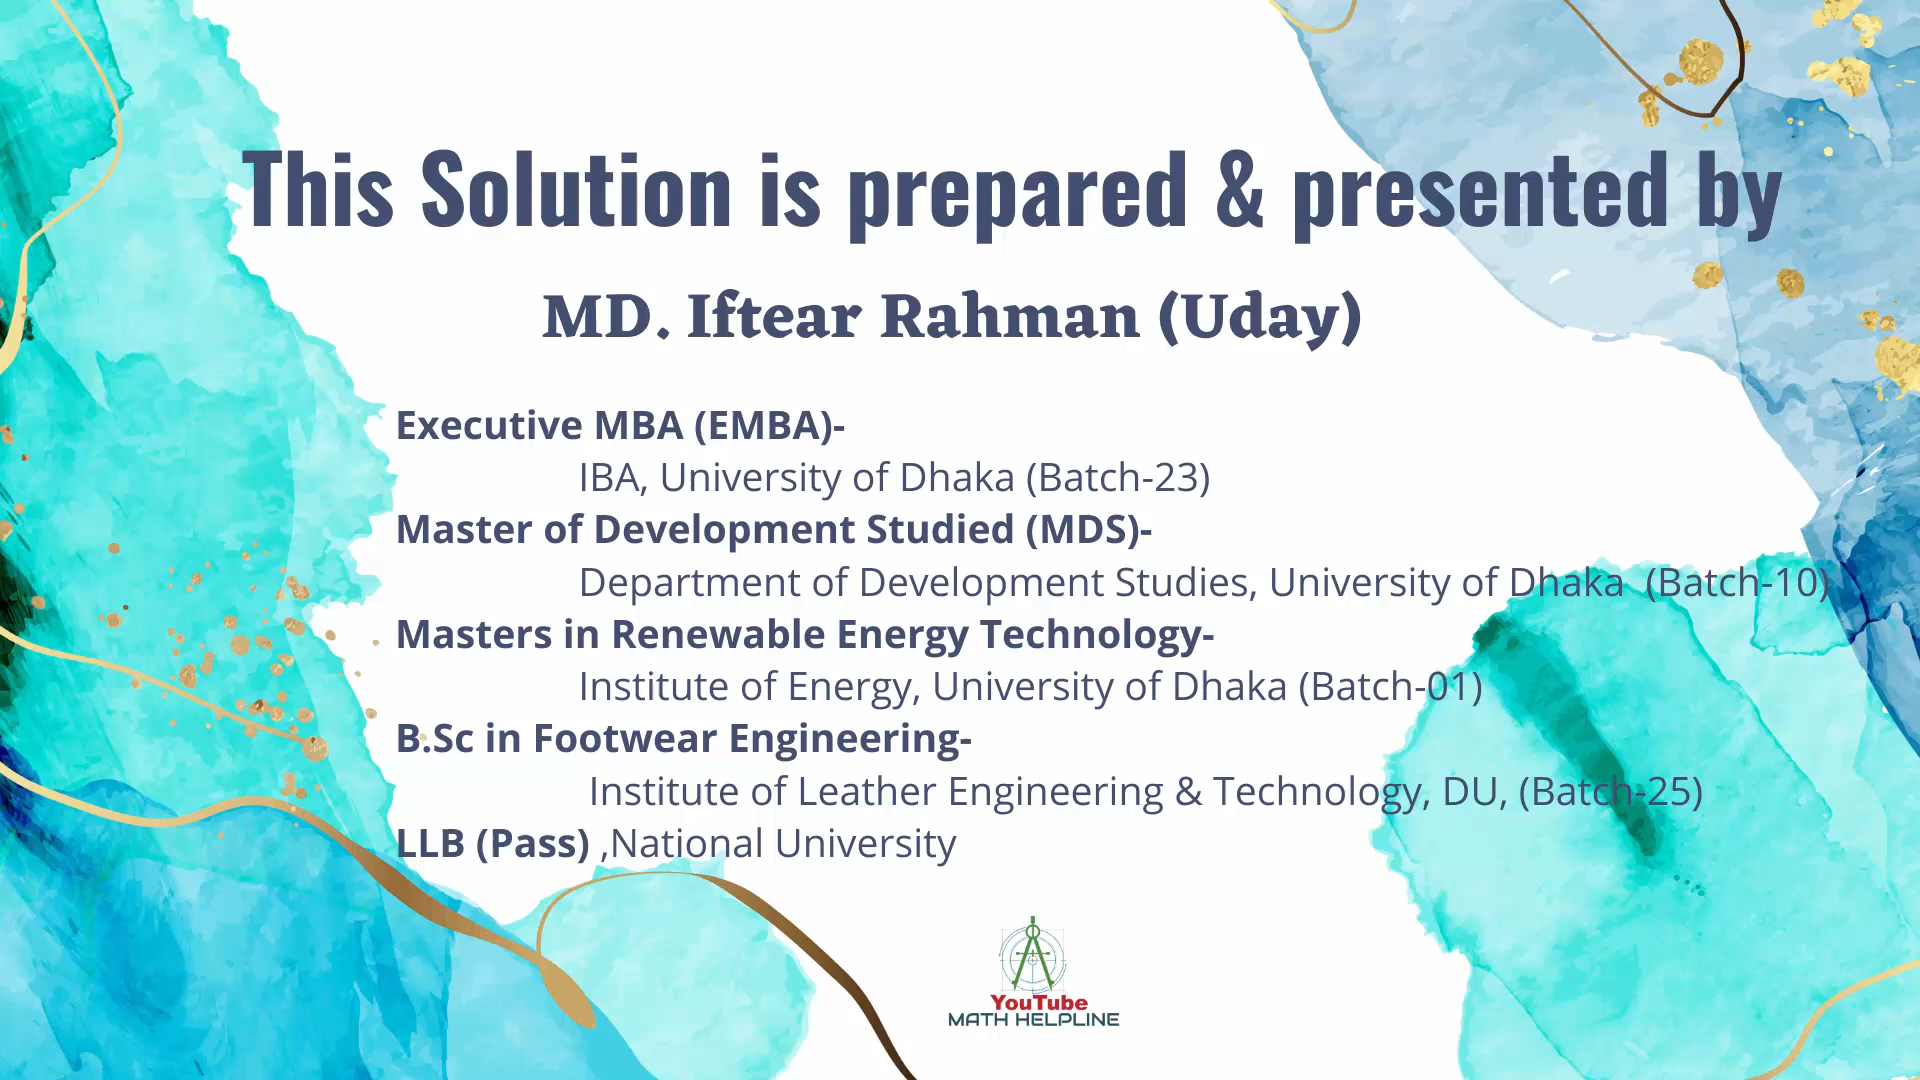 This Solution is prepared & presented by
MD. Iftear Rahman (Uday)
Executive MBA (EMBA)-
IBA, University of Dhaka (Batch-23)
Master of Development Studied (MDS)-
Department of Development Studies, University of Dhaka (Batch-10)
Masters in Renewable Energy Technology-
Institute of Energy, University of Dhaka (Batch-01)
B.Sc in Footwear Engineering-
Institute of Leather Engineering & Technology, DU, (Batch-25)
LLB (Pass) ,National University
YouTube
MATH HELPLINE